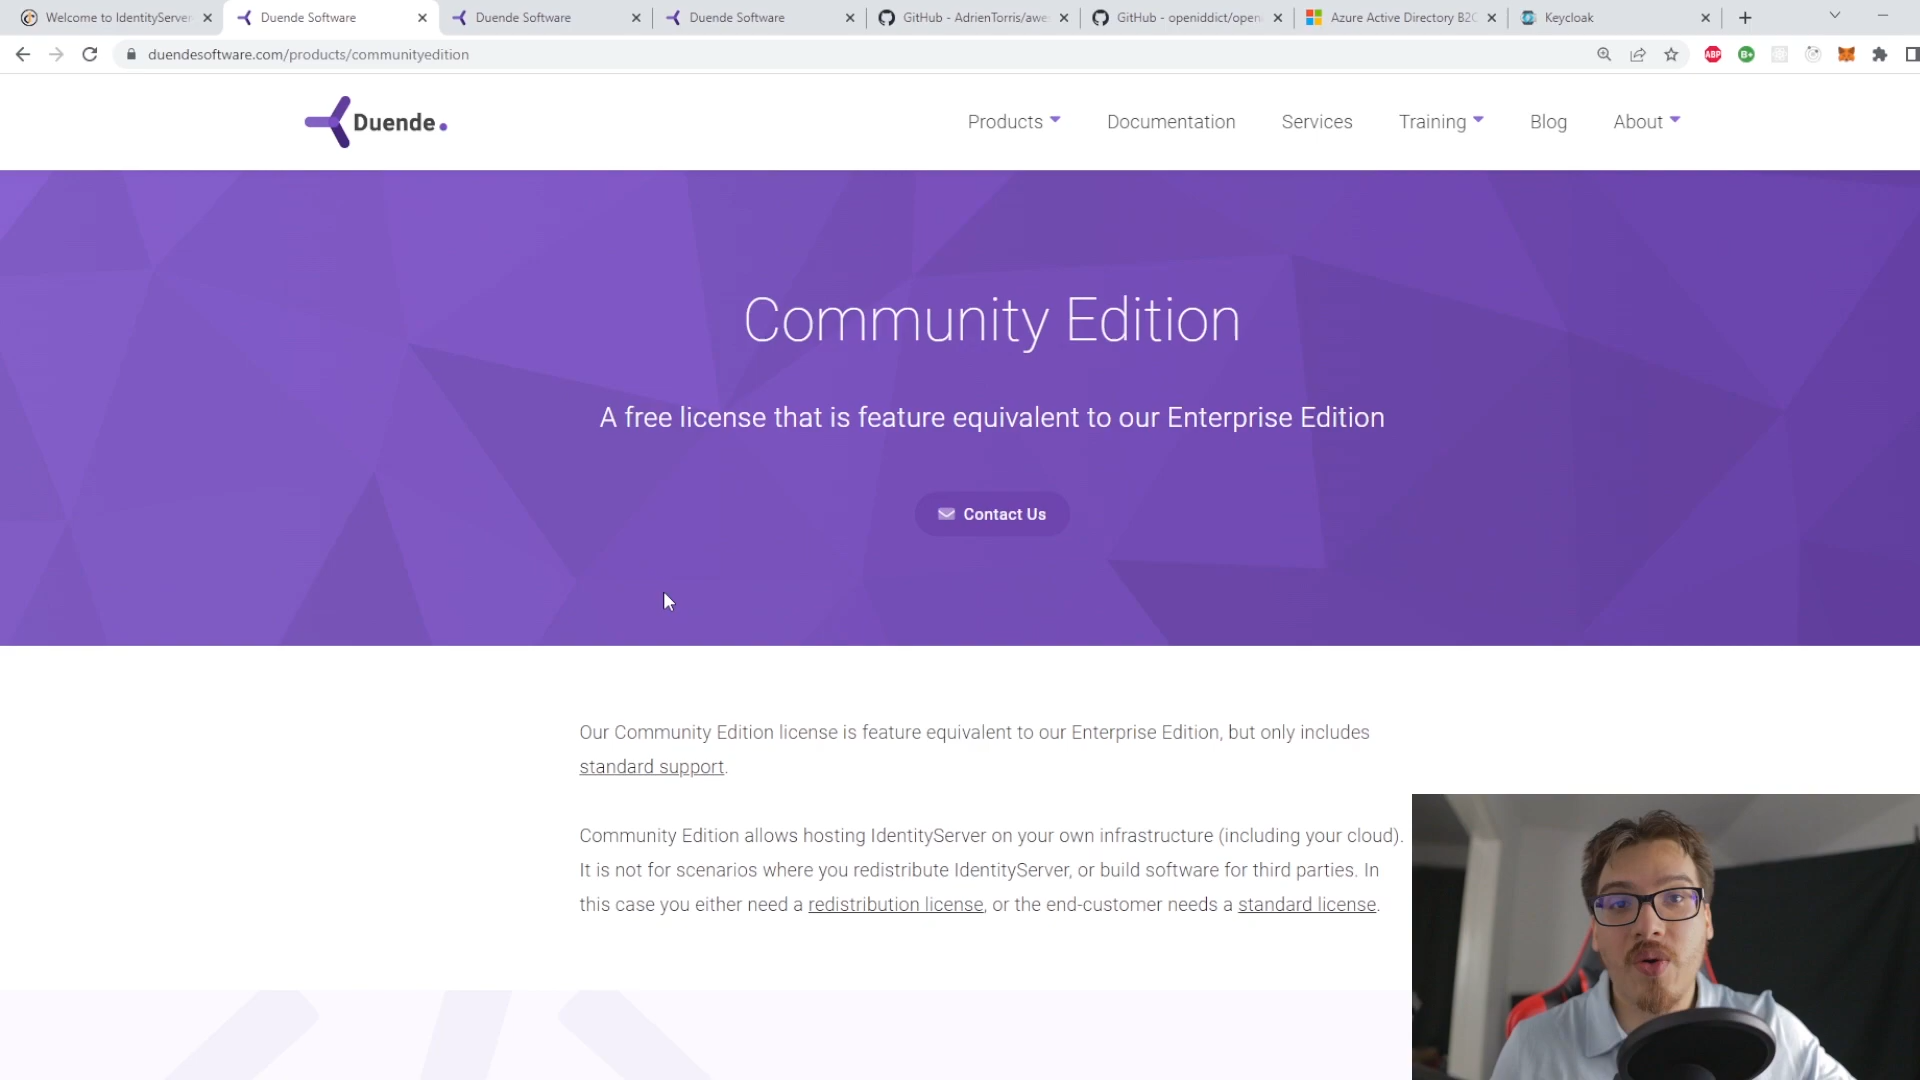 Welcome to IdentityServer
Duende Software
Duende Software
Duende Software
GitHub - AdrienTorris/awe
GitHub - openiddict/open
Azure Active Directory B2C
Keycloak
duendesoftware.com/products/communityedition
ABP
B+
Duende.
Products
Documentation
Services
Training
Blog
About
Community Edition
A free license that is feature equivalent to our Enterprise Edition
Contact Us
Our Community Edition license is feature equivalent to our Enterprise Edition, but only includes
standard support.
Community Edition allows hosting IdentityServer on your own infrastructure (including your cloud).
It is not for scenarios where you redistribute IdentityServer, or build software for third parties. In
this case you either need a redistribution license, or the end-customer needs a standard license.